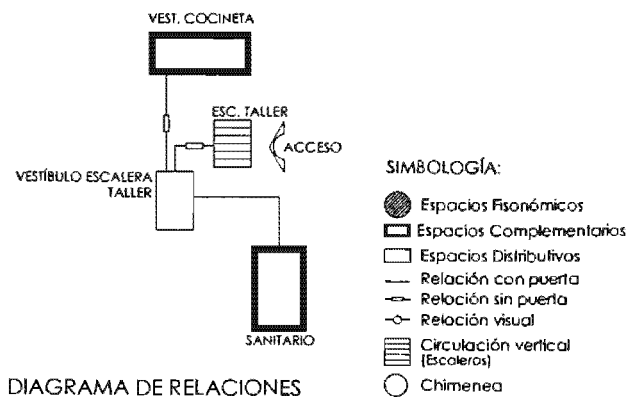 VEST. COCINETA
ESC. TALLER
ACCESO
VESTÍBULO ESCALERA
TALLER
SANITARIO
DIAGRAMA DE RELACIONES
SIMBOLOGÍA:
Espacios Fisonómicos
Espacios Complementarios
Espacios Distributivos
Relación con puerta
Relación sin puerta
Relación visual
Circulación vertical
(Escaleras)
Chimenea